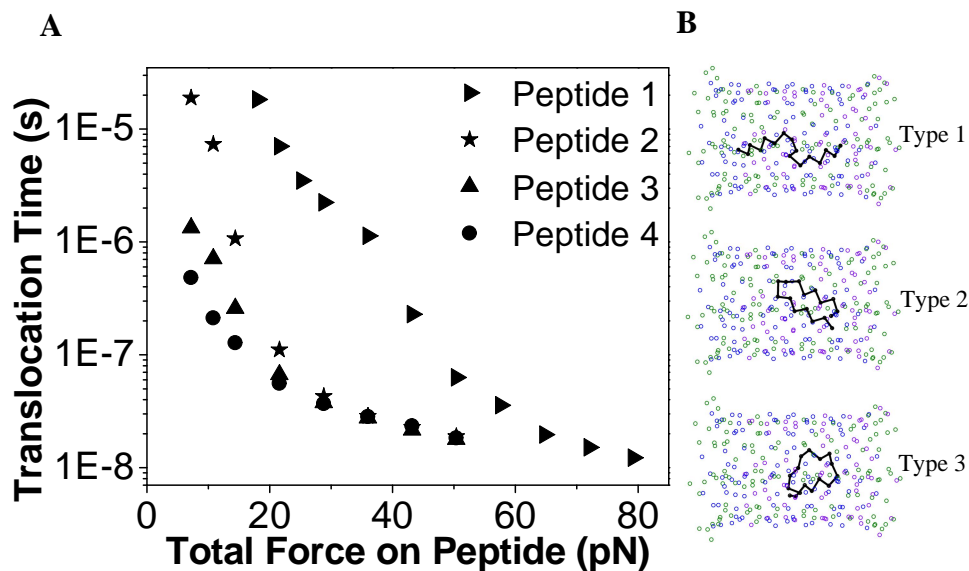 A
B
Translocation Time (s)
1E-5
1E-6
1E-7
1E-8
Peptide 1
Peptide 2
Peptide 3
Peptide 4
0
20
40
60
80
Total Force on Peptide (pN)
Type 1
Type 2
Type 3